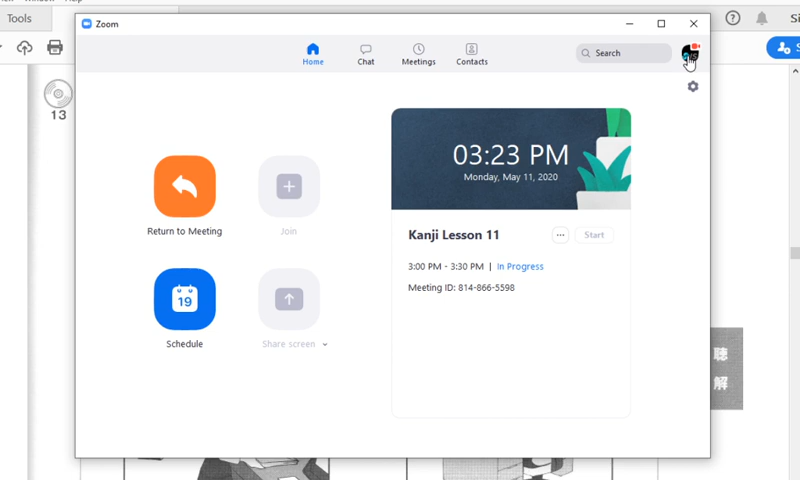 Tools
Zoom
Home
Chat
Meetings
Contacts
Search
13
03:23 PM
Monday, May 11, 2020
Return to Meeting
Join
Kanji Lesson 11
Start
3:00 PM - 3:30 PM | In Progress
Meeting ID: 814-866-5598
19
Schedule
Share screen
聴
解